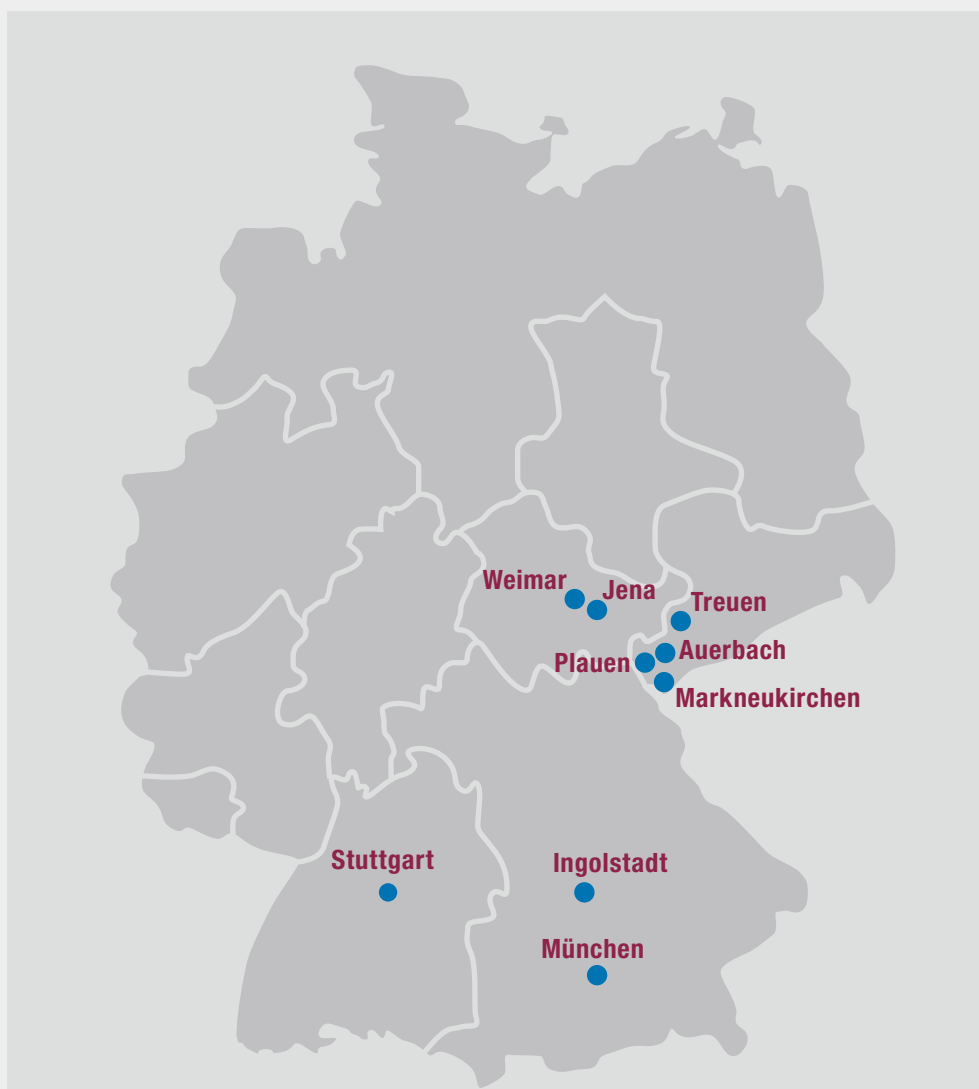 Weimar
Jena
Treuen
Auerbach
Plauen
Markneukirchen
Stuttgart
Ingolstadt
München